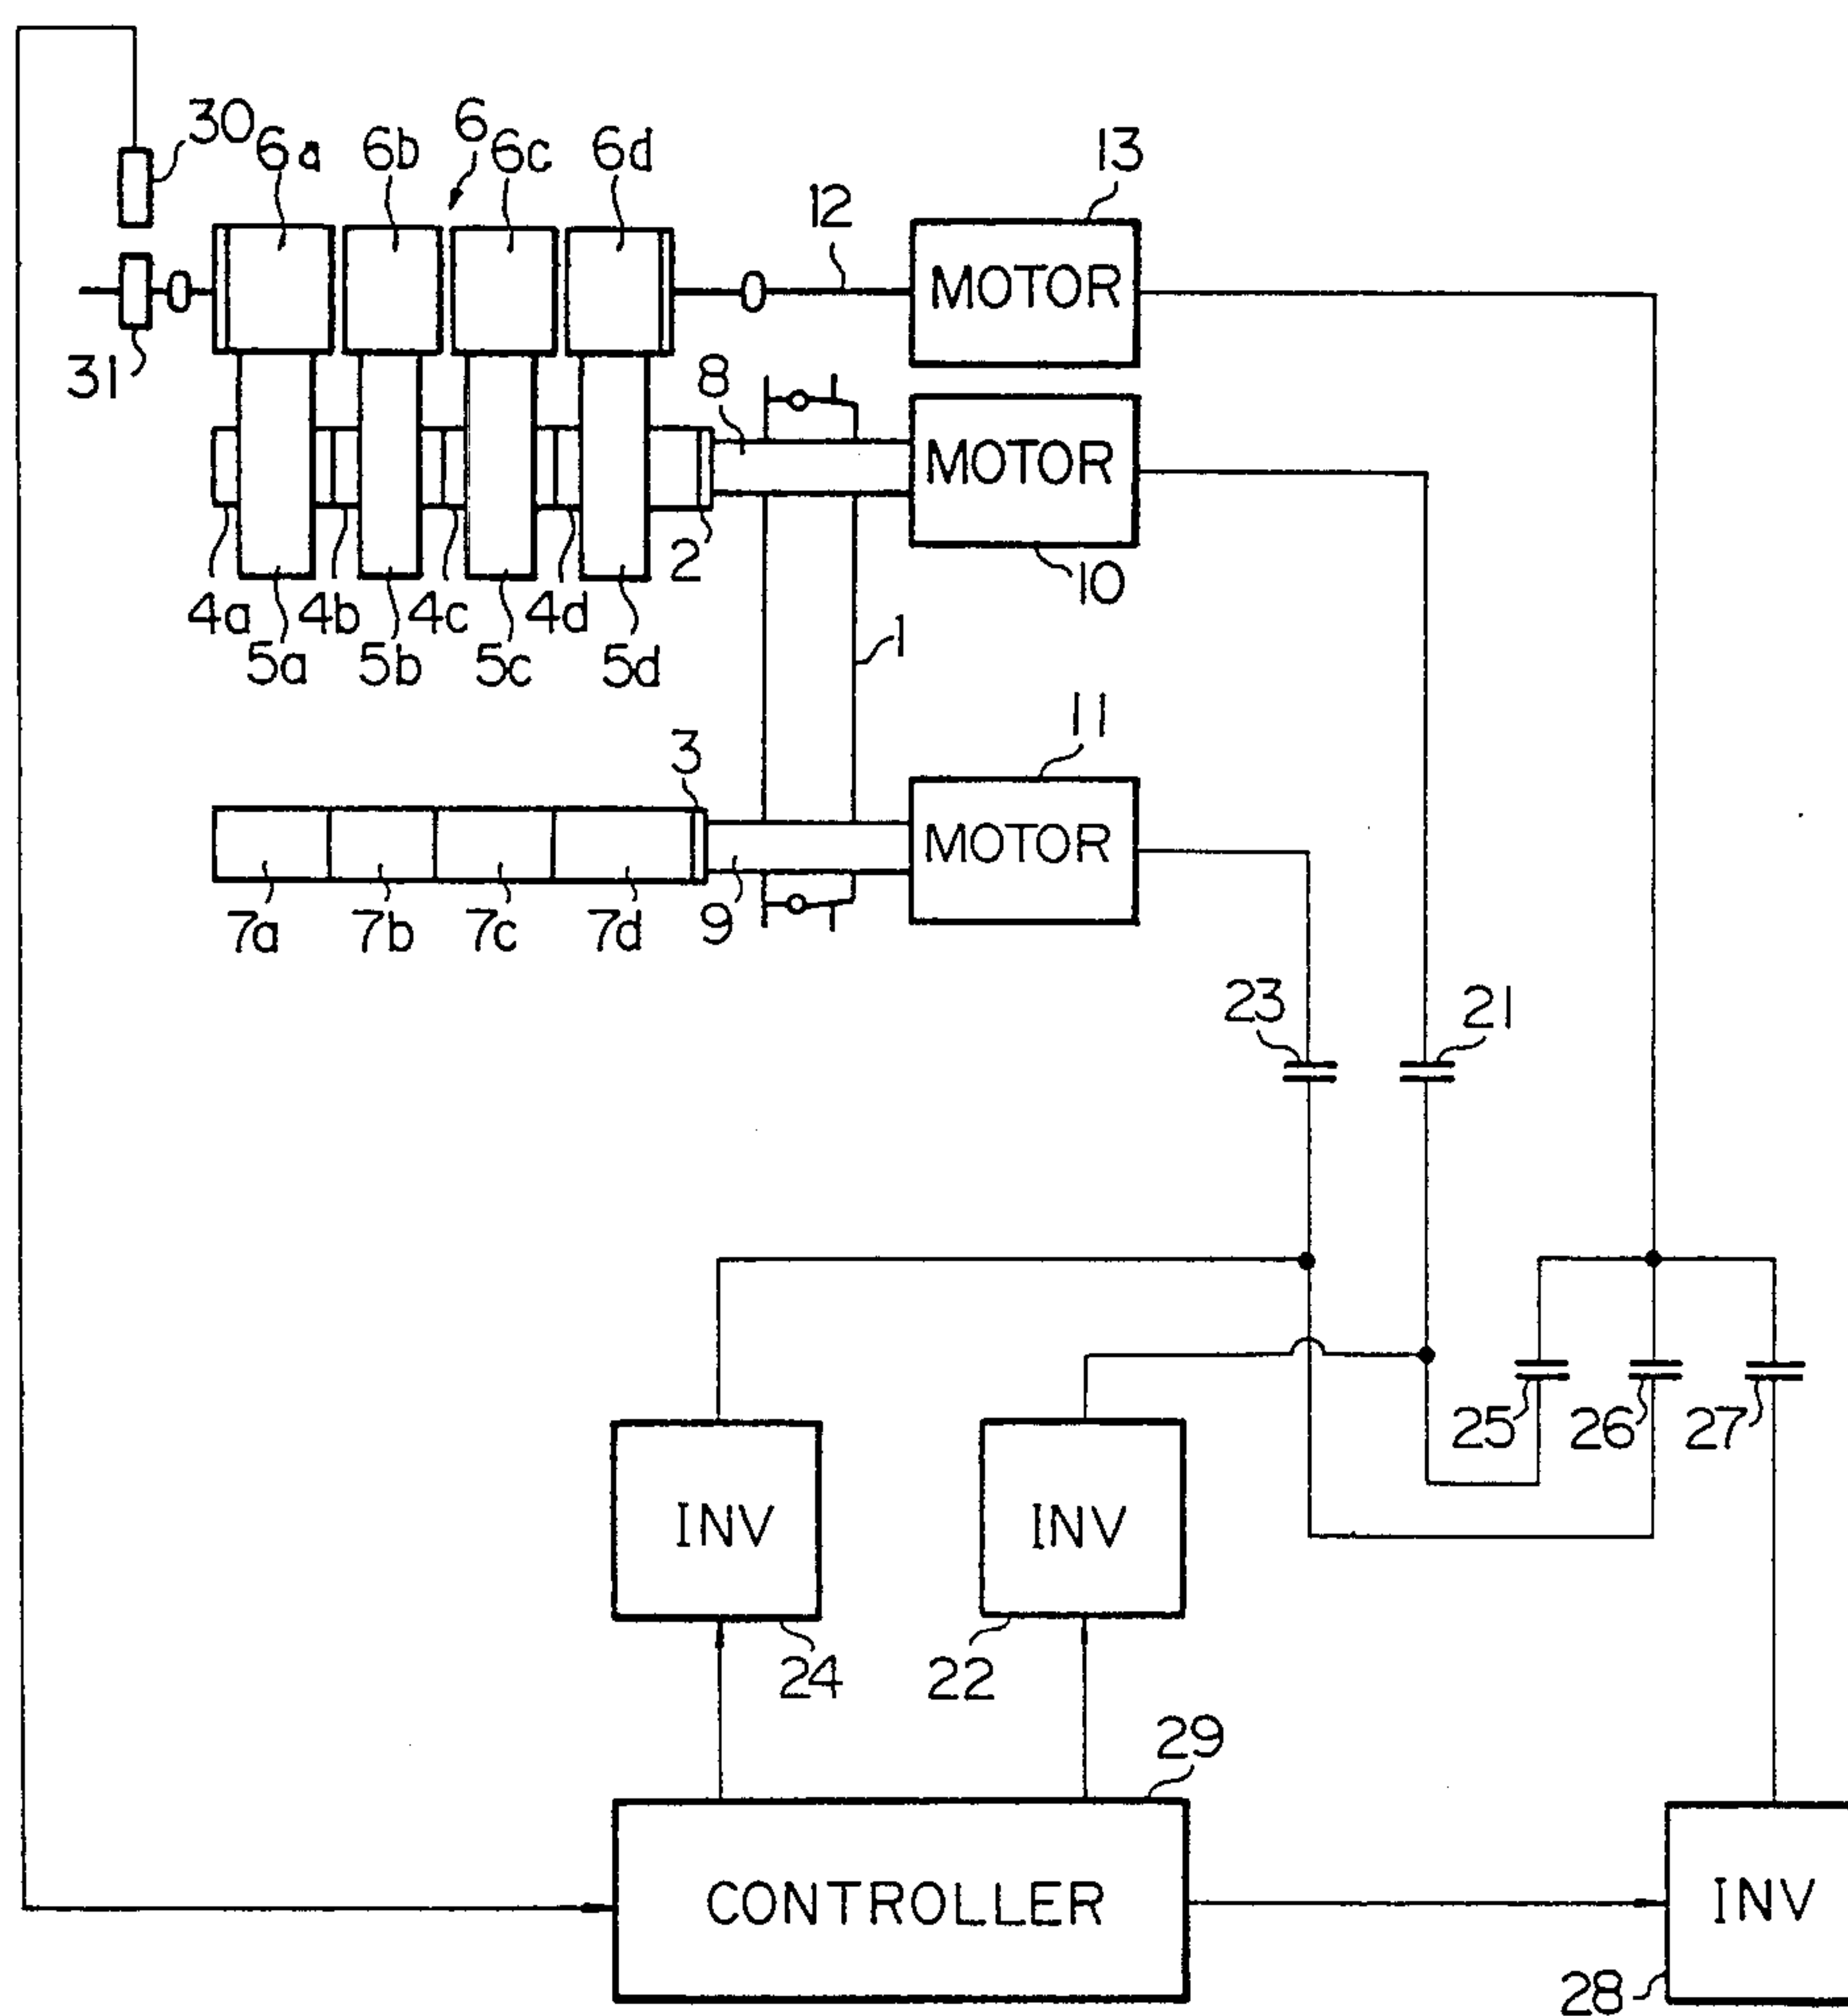 30
6a
6b
6
6c
6d
13
12
MOTOR
31
8
MOTOR
2
10
4a
4b
4c
4d
5a
5b
5c
5d
1
11
3
MOTOR
7a
7b
7c
7d
9
23
21
25
26
27
INV
INV
24
22
29
CONTROLLER
INV
28